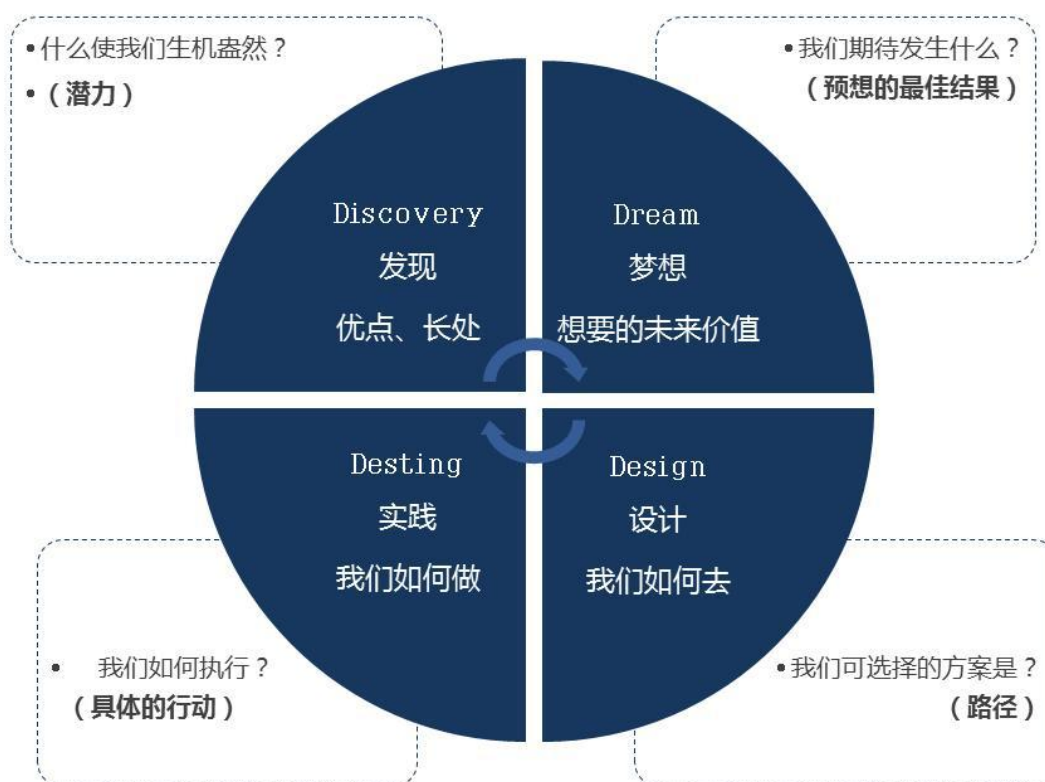 •什么使我们生机盎然？
•（潜力）
•我们期待发生什么？
（预想的最佳结果）
Discovery
发现
优点、长处
Dream
梦想
想要的未来价值
Desting
实践
我们如何做
Design
设计
我们如何去
• 我们如何执行？
（具体的行动）
•我们可选择的方案是？
（路径）